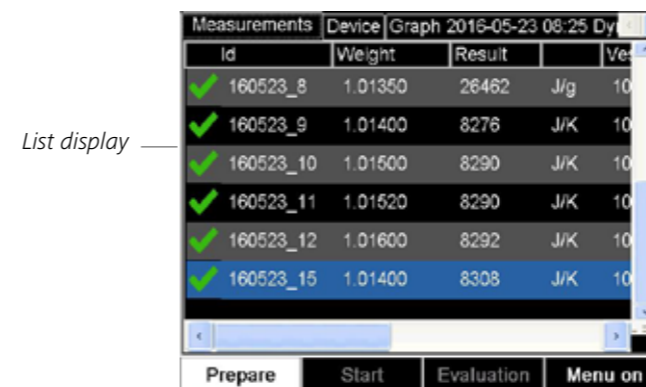 Measurements Device Graph 2016-05-23 08:25
Id Weight Result
160523_8 1.01350 26462 J/g 10
160523_9 1.01400 8276 J/K 10
List display
160523_10 1.01500 8290 J/K 10
160523_11 1.01520 8290 J/K 10
160523_12 1.01600 8292 J/K 10
160523_15 1.01400 8308 J/K 10
Prepare Start Evaluation Menu on